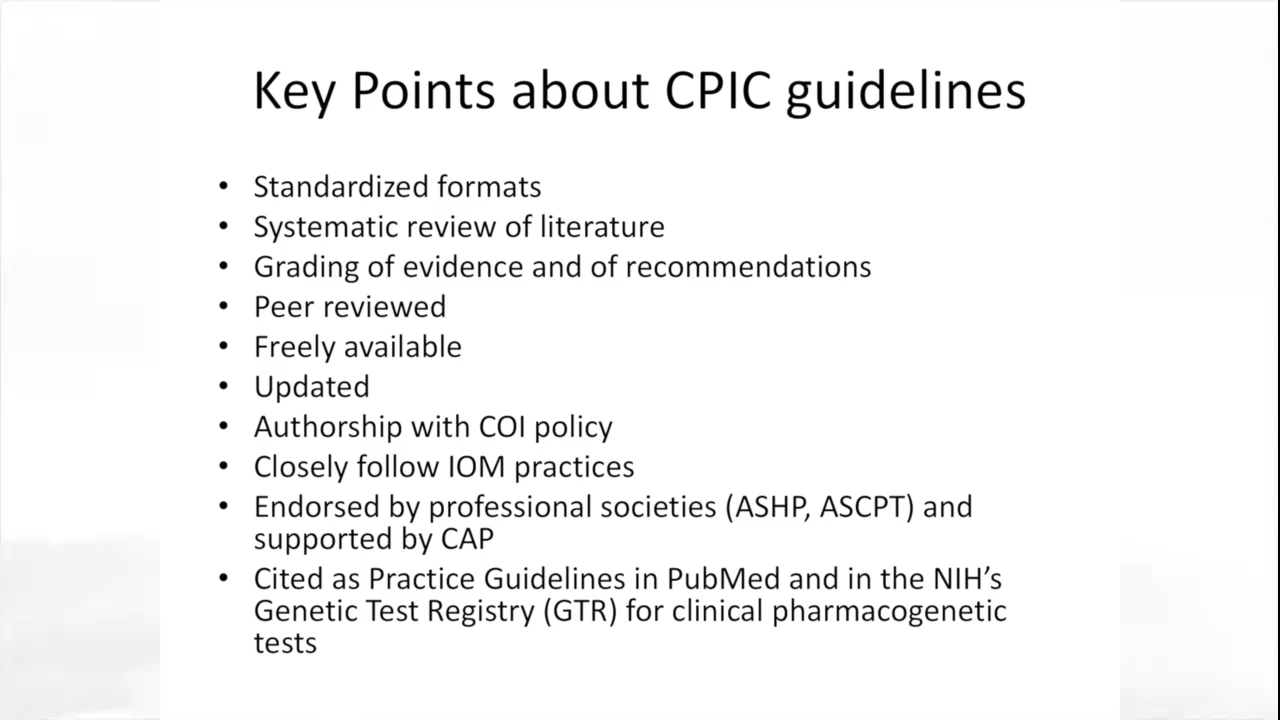 Key Points about CPIC guidelines
• Standardized formats
• Systematic review of literature
• Grading of evidence and of recommendations
• Peer reviewed
• Freely available
• Updated
• Authorship with COI policy
• Closely follow IOM practices
• Endorsed by professional societies (ASHP, ASCPT) and
supported by CAP
• Cited as Practice Guidelines in PubMed and in the NIH’s
Genetic Test Registry (GTR) for clinical pharmacogenetic
tests